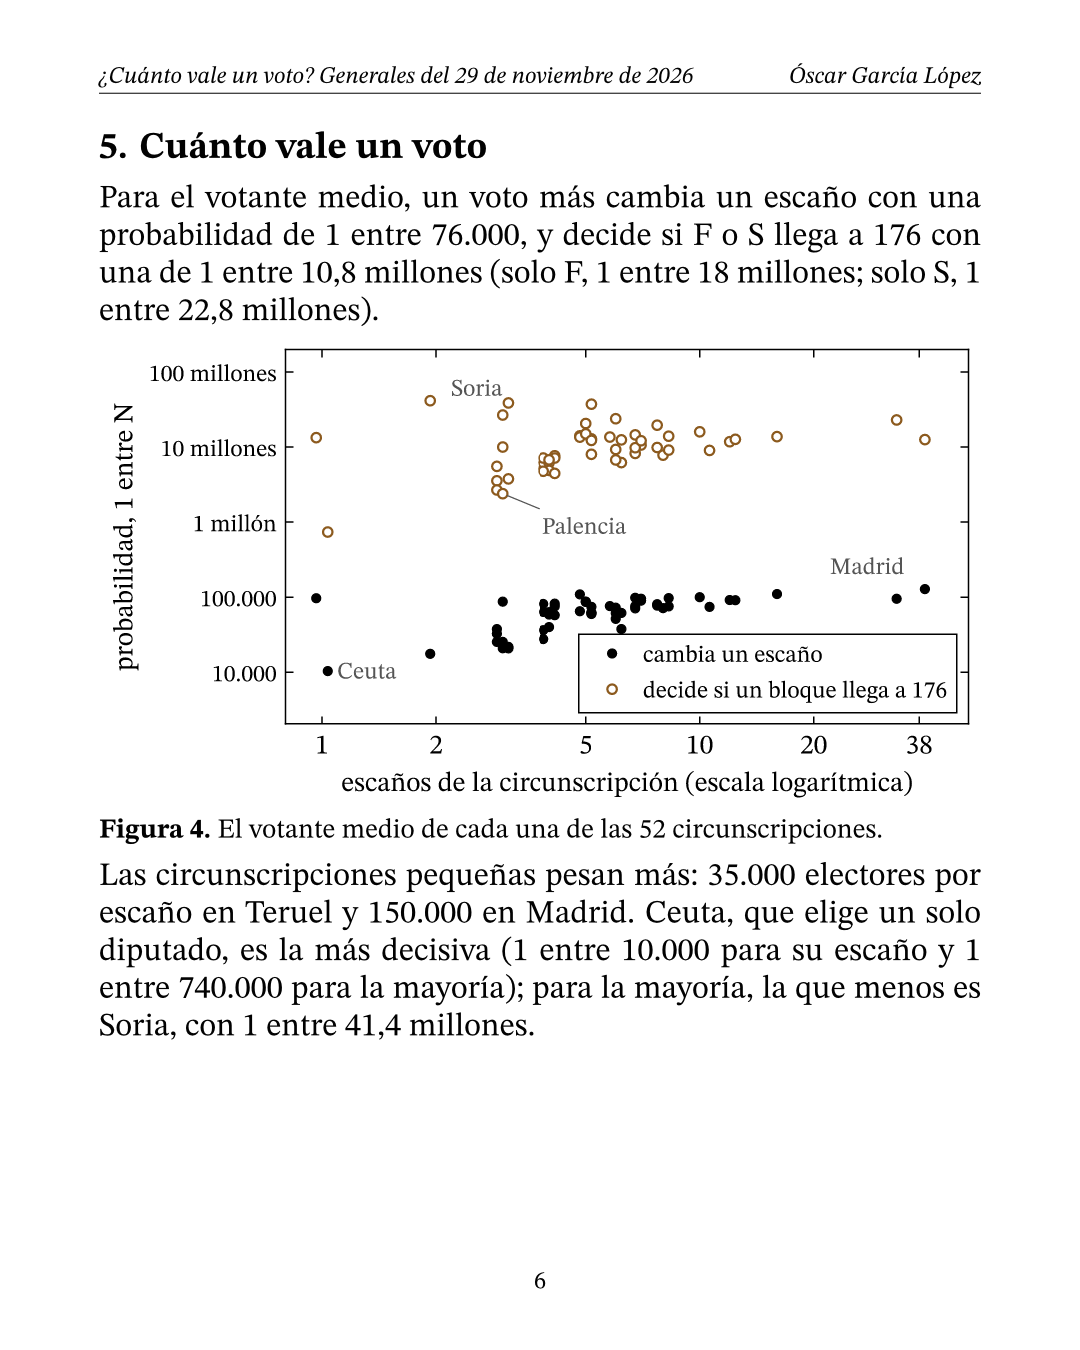 ¿Cuánto vale un voto? Generales del 29 de noviembre de 2026 Óscar García López
5. Cuánto vale un voto
Para el votante medio, un voto más cambia un escaño con una
probabilidad de 1 entre 76.000, y decide si F o S llega a 176 con
una de 1 entre 10,8 millones (solo F, 1 entre 18 millones; solo S, 1
entre 22,8 millones).
probabilidad, 1 entre N
100 millones
10 millones
1 millón
100.000
10.000
Soria
Palencia
Madrid
Ceuta
cambia un escaño
decide si un bloque llega a 176
1 2 5 10 20 38
escaños de la circunscripción (escala logarítmica)
Figura 4. El votante medio de cada una de las 52 circunscripciones.
Las circunscripciones pequeñas pesan más: 35.000 electores por
escaño en Teruel y 150.000 en Madrid. Ceuta, que elige un solo
diputado, es la más decisiva (1 entre 10.000 para su escaño y 1
entre 740.000 para la mayoría); para la mayoría, la que menos es
Soria, con 1 entre 41,4 millones.
6